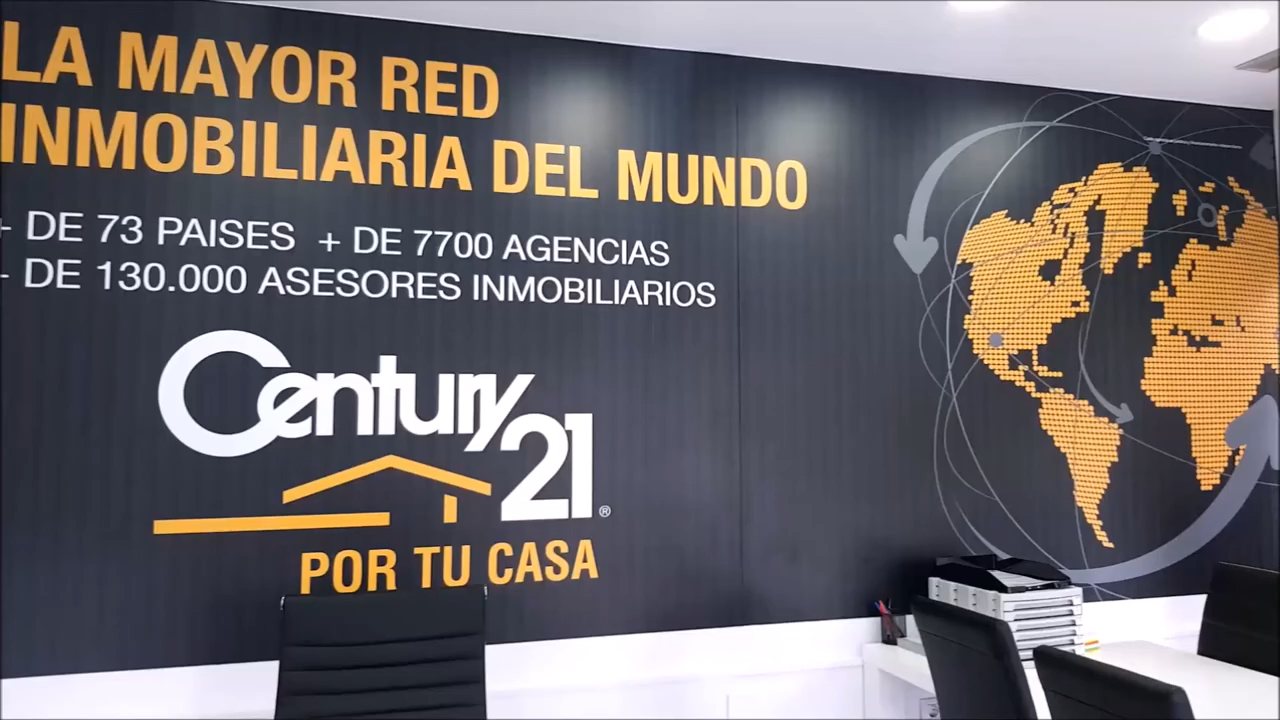 LA MAYOR RED
INMOBILIARIA DEL MUNDO
+ DE 73 PAISES + DE 7700 AGENCIAS
+ DE 130.000 ASESORES INMOBILIARIOS
Century
21®
POR TU CASA